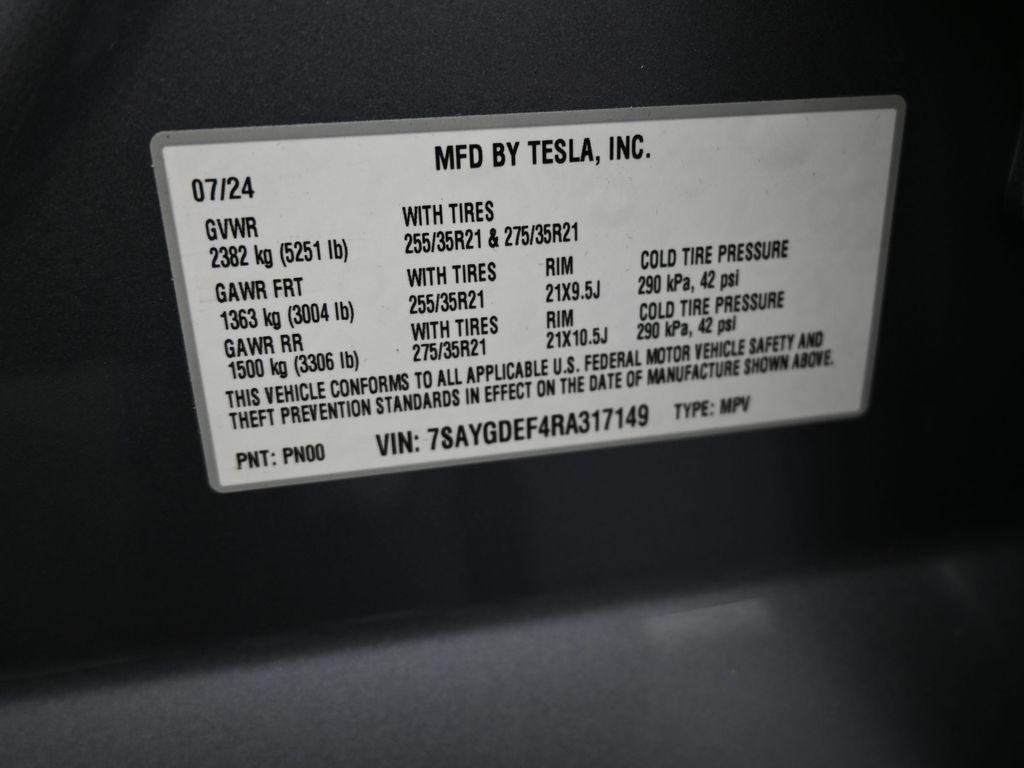 MFD BY TESLA, INC.
07/24
GVWR WITH TIRES
2382 kg (5251 lb) 255/35R21 & 275/35R21
GAWR FRT WITH TIRES RIM COLD TIRE PRESSURE
1363 kg (3004 lb) 255/35R21 21X9.5J 290 kPa, 42 psi
GAWR RR WITH TIRES RIM COLD TIRE PRESSURE
1500 kg (3306 lb) 275/35R21 21X10.5J 290 kPa, 42 psi
THIS VEHICLE CONFORMS TO ALL APPLICABLE U.S. FEDERAL MOTOR VEHICLE SAFETY AND
THEFT PREVENTION STANDARDS IN EFFECT ON THE DATE OF MANUFACTURE SHOWN ABOVE.
PNT: PN00 VIN: 7SAYGDEF4RA317149 TYPE: MPV